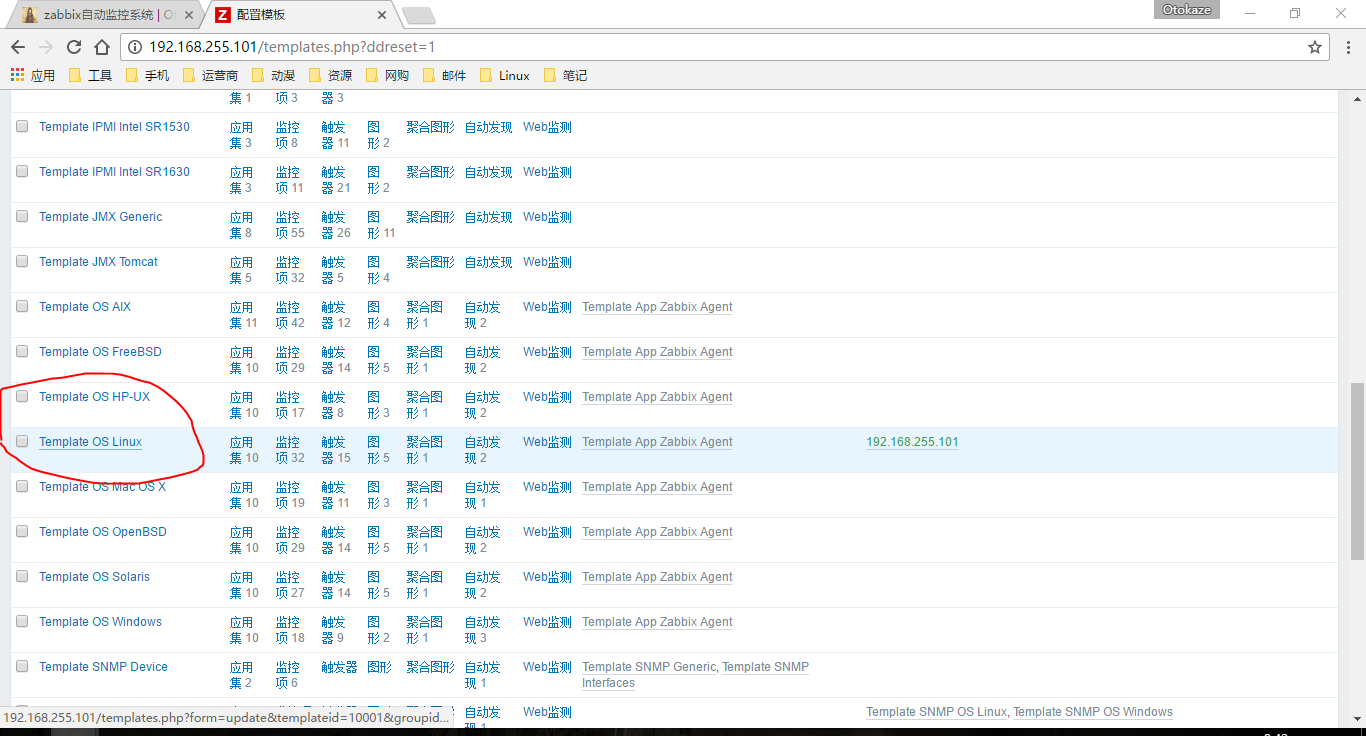 Otokaze
zabbix自动监控系统 | O
配置模板
192.168.255.101/templates.php?ddreset=1
应用 工具 手机 运营商 动漫 资源 网购 邮件 Linux 笔记
集 1 项 3 器 3
Template IPMI Intel SR1530 应用 监控 触发 图 聚合图形 自动发现 Web监测
集 3 项 8 器 11 形 2
Template IPMI Intel SR1630 应用 监控 触发 图 聚合图形 自动发现 Web监测
集 3 项 11 器 21 形 2
Template JMX Generic 应用 监控 触发 图 聚合图形 自动发现 Web监测
集 8 项 55 器 26 形 11
Template JMX Tomcat 应用 监控 触发 图 聚合图形 自动发现 Web监测
集 5 项 32 器 5 形 4
Template OS AIX 应用 监控 触发 图 聚合图 自动发 Web监测 Template App Zabbix Agent
集 11 项 42 器 12 形 4 形 1 现 2
Template OS FreeBSD 应用 监控 触发 图 聚合图 自动发 Web监测 Template App Zabbix Agent
集 10 项 29 器 14 形 5 形 1 现 2
Template OS HP-UX 应用 监控 触发 图 聚合图 自动发 Web监测 Template App Zabbix Agent
集 10 项 17 器 8 形 3 形 1 现 2
Template OS Linux 应用 监控 触发 图 聚合图 自动发 Web监测 Template App Zabbix Agent 192.168.255.101
集 10 项 32 器 15 形 5 形 1 现 2
Template OS Mac OS X 应用 监控 触发 图 聚合图 自动发 Web监测 Template App Zabbix Agent
集 10 项 19 器 11 形 3 形 1 现 1
Template OS OpenBSD 应用 监控 触发 图 聚合图 自动发 Web监测 Template App Zabbix Agent
集 10 项 29 器 14 形 5 形 1 现 2
Template OS Solaris 应用 监控 触发 图 聚合图 自动发 Web监测 Template App Zabbix Agent
集 10 项 27 器 14 形 5 形 1 现 2
Template OS Windows 应用 监控 触发 图 聚合图 自动发 Web监测 Template App Zabbix Agent
集 10 项 18 器 9 形 2 形 1 现 3
Template SNMP Device 应用 监控 触发器 图形 聚合图形 自动发 Web监测 Template SNMP Generic, Template SNMP
集 2 项 6 现 1 Interfaces
自动发 Web监测 Template SNMP OS Linux, Template SNMP OS Windows
192.168.255.101/templates.php?form=update&templateid=10001&groupid...
现 1